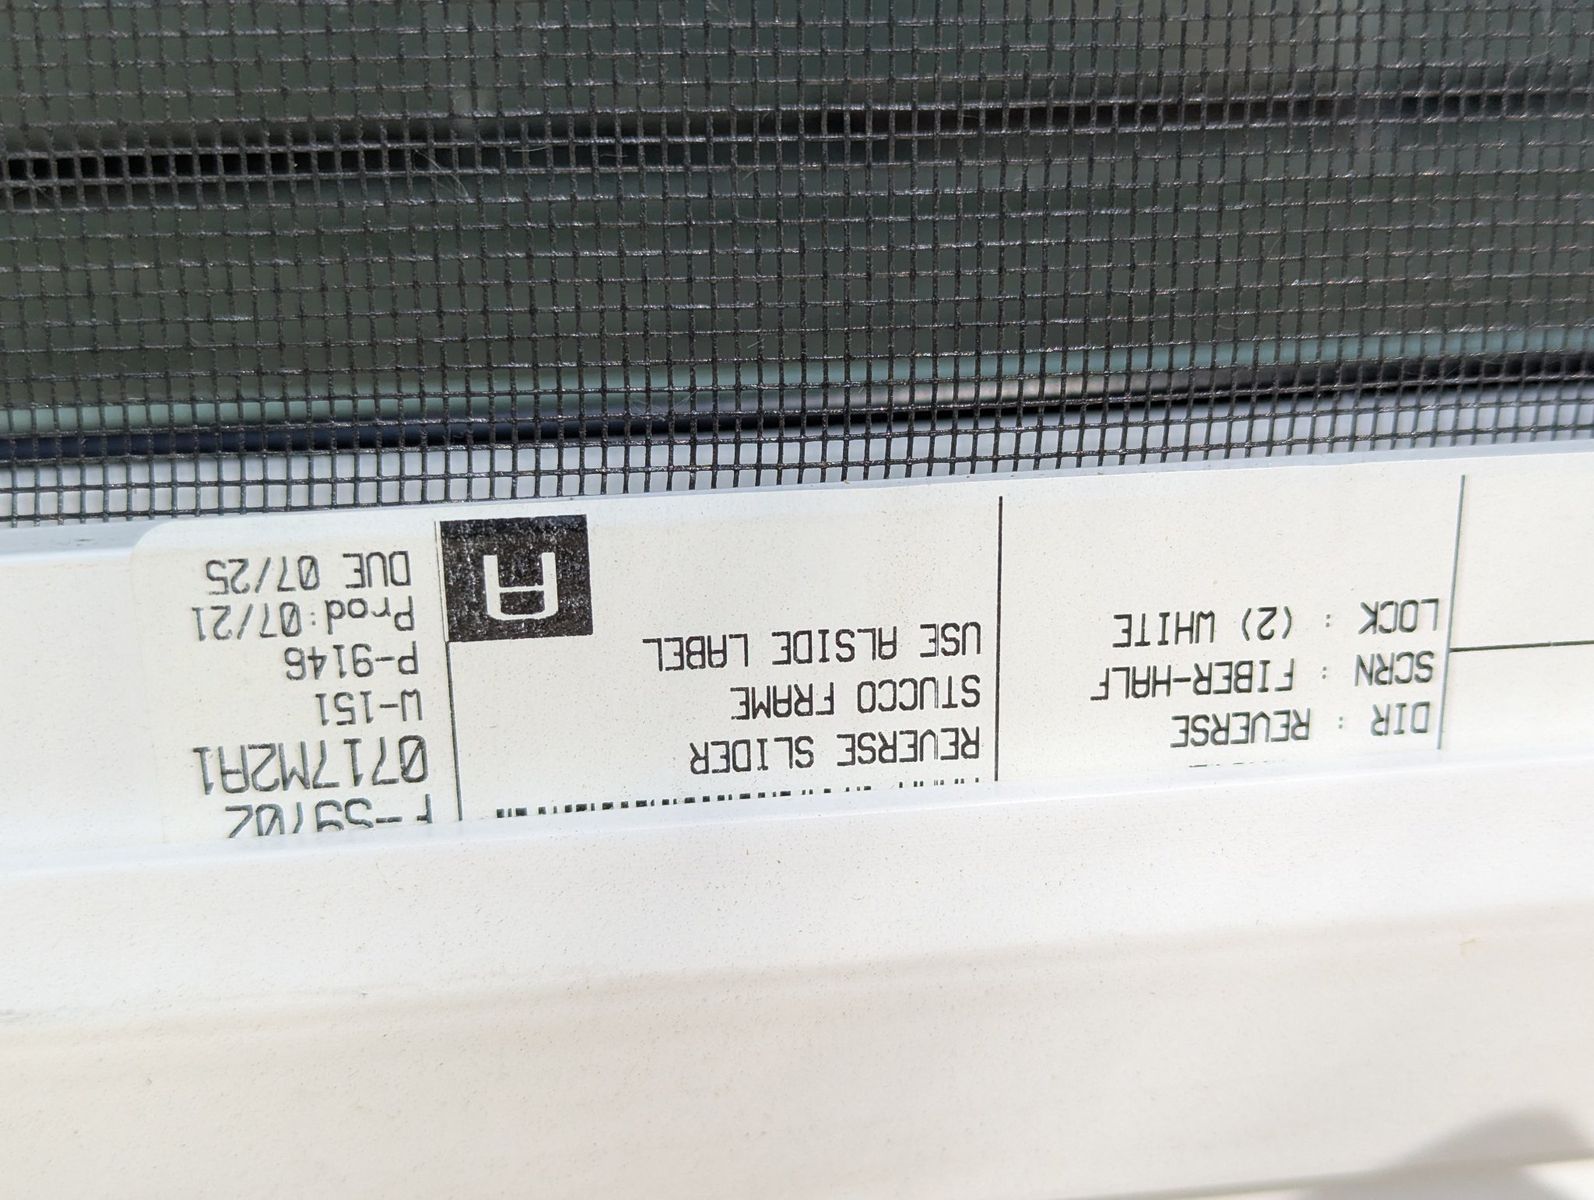 DIR : REVERSE
SCRN : FIBER-HALF
LOCK : (2) WHITE
REVERSE SLIDER
STUCCO FRAME
USE ALSIDE LABEL
A
0717M2A1
W-151
P-9146
Prod:07/21
DUE 07/25